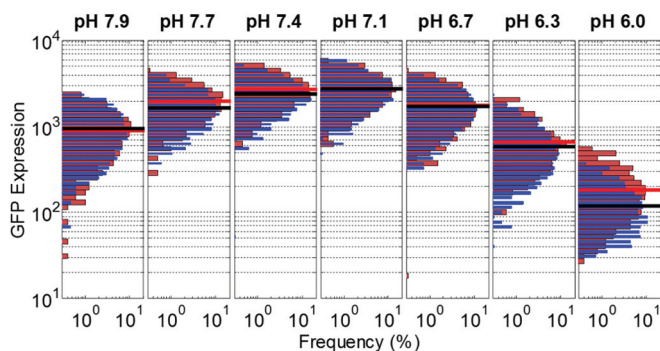 pH 7.9 pH 7.7 pH 7.4 pH 7.1 pH 6.7 pH 6.3 pH 6.0
10^4
10^3
GFP Expression
10^2
10^1
10^0 10^1 10^0 10^1 10^0 10^1 10^0 10^1 10^0 10^1 10^0 10^1 10^0 10^1
Frequency (%)